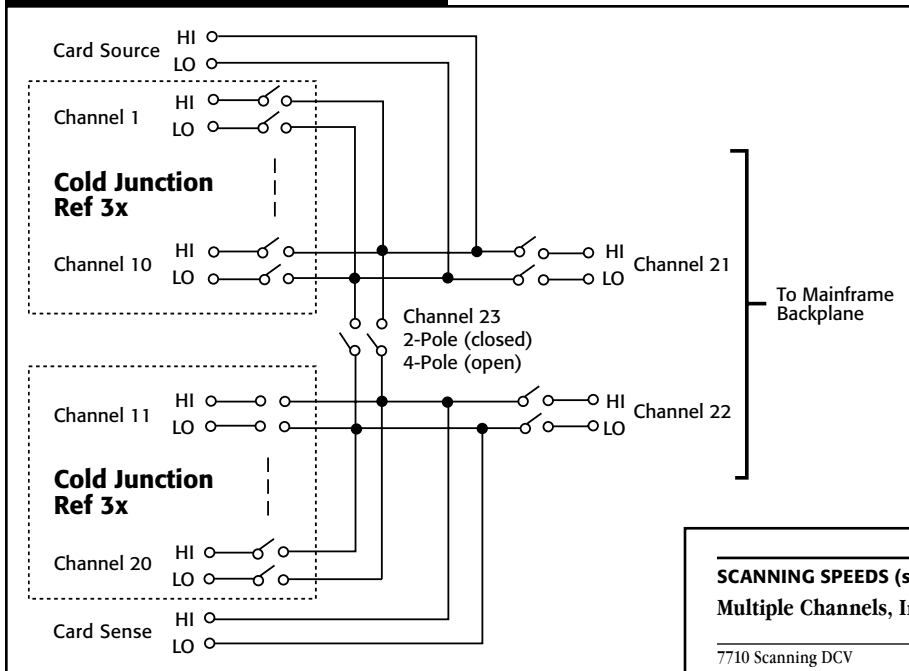 Card Source
HI
LO
Channel 1
HI
LO
Cold Junction
Ref 3x
Channel 10
HI
LO
HI
LO
Channel 21
Channel 23
2-Pole (closed)
4-Pole (open)
To Mainframe
Backplane
Channel 11
HI
LO
HI
LO
Channel 22
Cold Junction
Ref 3x
Channel 20
HI
LO
Card Sense
HI
LO
SCANNING SPEEDS (s
Multiple Channels, I
7710 Scanning DCV